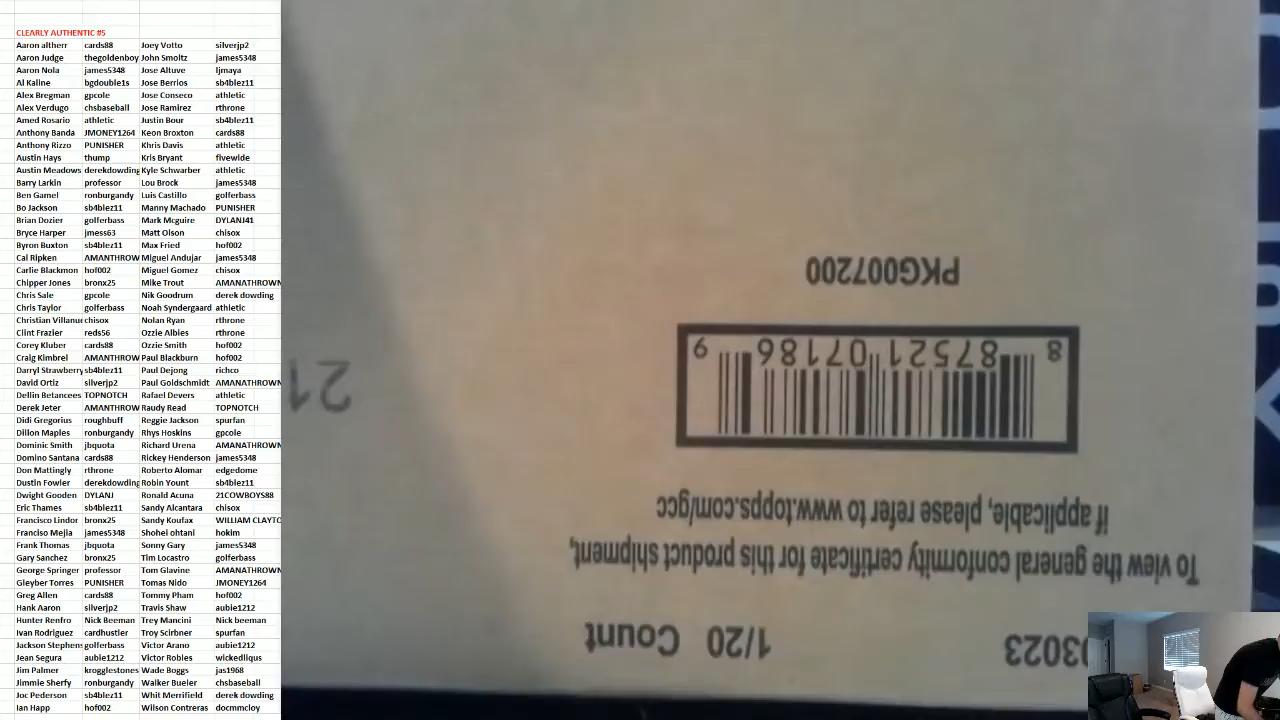 CLEARLY AUTHENTIC #5
Aaron altherr cards88 Joey Votto silverjp2
Aaron Judge thegoldenboy John Smoltz james5348
Aaron Nola james5348 Jose Altuve ljmaya
Al Kaline bgdouble1s Jose Berrios sb4blez11
Alex Bregman gpcole Jose Conseco athletic
Alex Verdugo chsbaseball Jose Ramirez rthrone
Amed Rosario athletic Justin Bour sb4blez11
Anthony Banda JMONEY1264 Keon Broxton cards88
Anthony Rizzo PUNISHER Khris Davis athletic
Austin Hays thump Kris Bryant fivewide
Austin Meadows derekdowding Kyle Schwarber athletic
Barry Larkin professor Lou Brock james5348
Ben Gamel ronburgandy Luis Castillo golferbass
Bo Jackson sb4blez11 Manny Machado PUNISHER
Brian Dozier golferbass Mark Mcguire DYLANJ41
Bryce Harper jmess63 Matt Olson chisox
Byron Buxton sb4blez11 Max Fried hof002
Cal Ripken AMANTHROW Miguel Andujar james5348
Carlie Blackmon hof002 Miguel Gomez chisox
Chipper Jones bronx25 Mike Trout AMANATHROWN
Chris Sale gpcole Nik Goodrum derek dowding
Chris Taylor golferbass Noah Syndergaard athletic
Christian Villanue chisox Nolan Ryan rthrone
Clint Frazier reds56 Ozzie Albies rthrone
Corey Kluber cards88 Ozzie Smith hof002
Craig Kimbrel AMANTHROW Paul Blackburn hof002
Darryl Strawberry sb4blez11 Paul Dejong richco
David Ortiz silverjp2 Paul Goldschmidt AMANATHROWN
Dellin Betancees TOPNOTCH Rafael Devers athletic
Derek Jeter AMANTHROW Raudy Read TOPNOTCH
Didi Gregorius roughbuff Reggie Jackson spurfan
Dillon Maples ronburgandy Rhys Hoskins gpcole
Dominic Smith jbquota Richard Urena AMANATHROWN
Domino Santana cards88 Rickey Henderson james5348
Don Mattingly rthrone Roberto Alomar edgedome
Dustin Fowler derekdowding Robin Yount sb4blez11
Dwight Gooden DYLANJ Ronald Acuna 21COWBOYS88
Eric Thames sb4blez11 Sandy Alcantara chisox
Francisco Lindor bronx25 Sandy Koufax WILLIAM CLAYTO
Franciso Mejia james5348 Shohei ohtani hokim
Frank Thomas jbquota Sonny Gary james5348
Gary Sanchez bronx25 Tim Locastro golferbass
George Springer professor Tom Glavine AMANATHROWN
Gleyber Torres PUNISHER Tomas Nido JMONEY1264
Greg Allen cards88 Tommy Pham hof002
Hank Aaron silverjp2 Travis Shaw aubie1212
Hunter Renfro Nick Beeman Trey Mancini Nick beeman
Ivan Rodriguez cardhustler Troy Scirbner spurfan
Jackson Stephens golferbass Victor Arano aubie1212
Jean Segura aubie1212 Victor Robles wickedliqus
Jim Palmer krogglestones Wade Boggs jas1968
Jimmie Sherfy ronburgandy Walker Bueler chsbaseball
Joc Pederson sb4blez11 Whit Merrifield derek dowding
Ian Happ hof002 Wilson Contreras docmmcloy
3023 1/20 Count
To view the general conformity certificate for this product shipment,
if applicable, please refer to www.topps.com/gcc
8 87521 07186 9
PKG007200
21